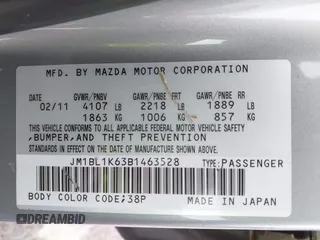 MFD. BY MAZDA MOTOR CORPORATION
GVWR/PNBV GAWR/PNBE FRT GAWR/PNBE RR
02/11 4107 LB 2218 LB 1889 LB
1863 KG 1006 KG 857 KG
THIS VEHICLE CONFORMS TO ALL APPLICABLE FEDERAL MOTOR VEHICLE SAFETY,
BUMPER, AND THEFT PREVENTION
STANDARDS IN EFFECT ON THE DATE OF MANUFACTURE SHOWN ABOVE.
JM1BL1K63B1463528 TYPE:PASSENGER
BODY COLOR CODE:38P
MADE IN JAPAN
© AutoBidMaster